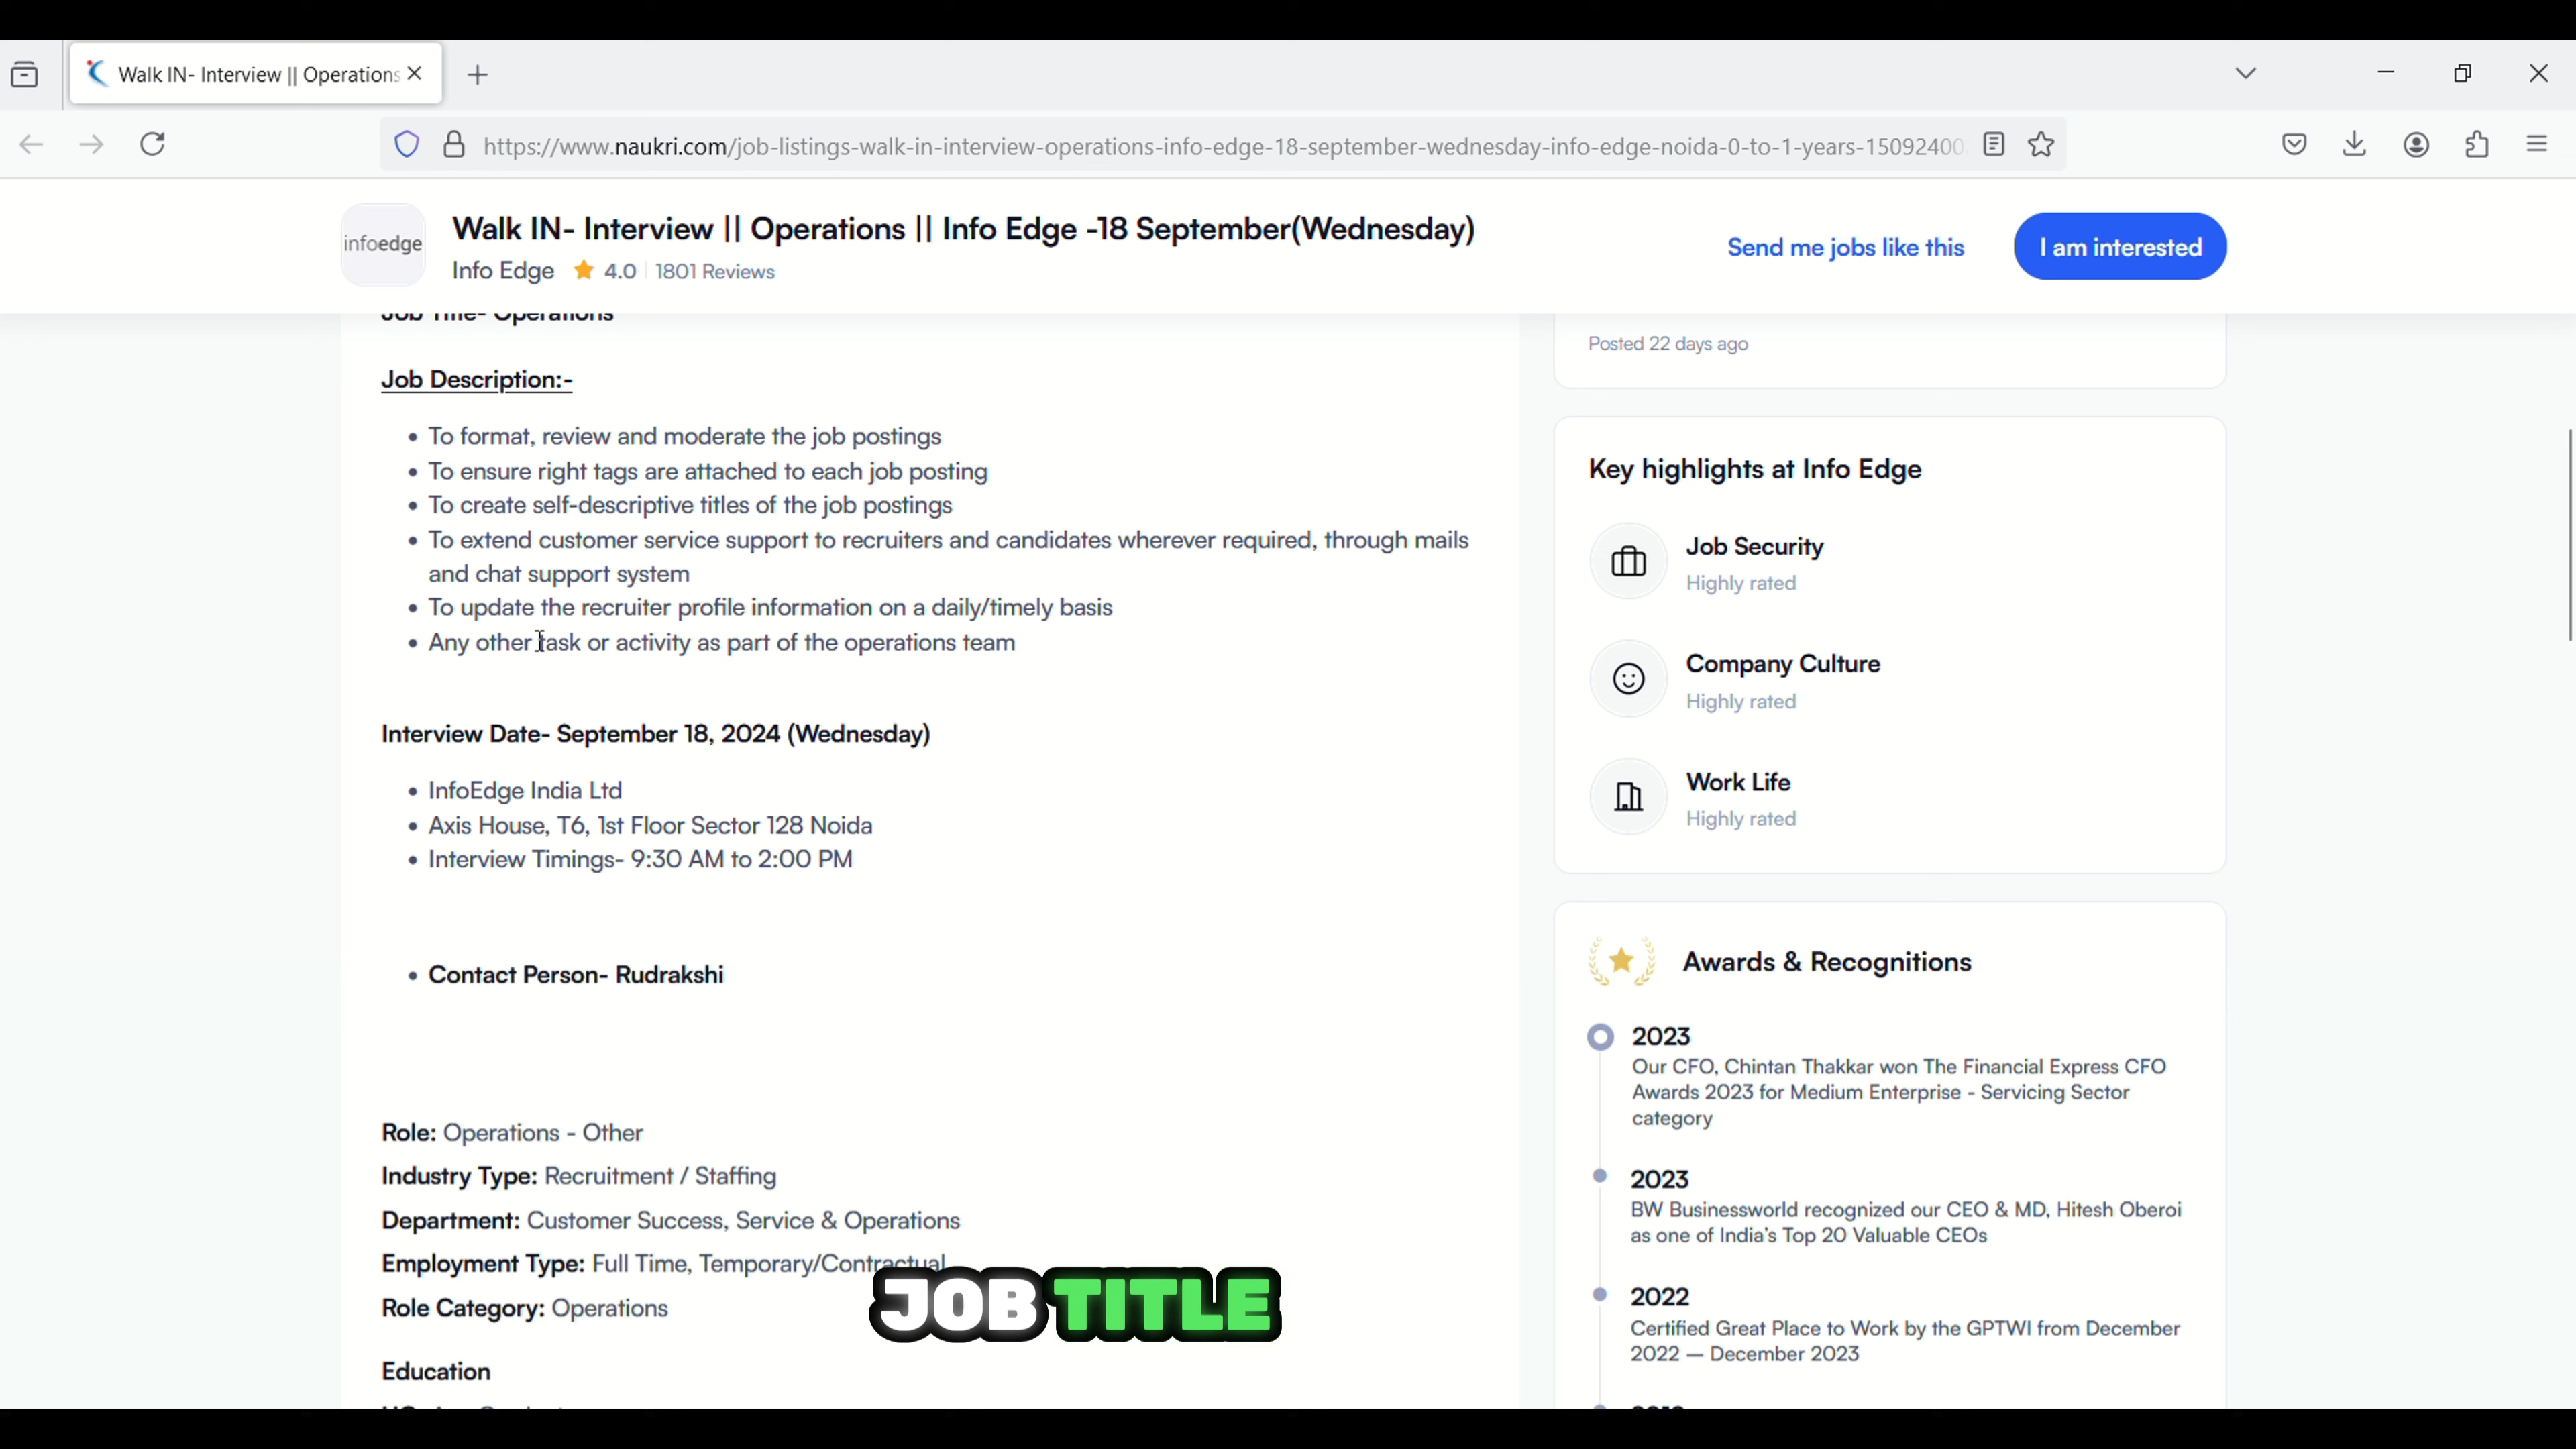 Walk IN- Interview || Operations
https://www.naukri.com/job-listings-walk-in-interview-operations-info-edge-18-september-wednesday-info-edge-noida-0-to-1-years-15092400
infoedge
Walk IN- Interview || Operations || Info Edge -18 September(Wednesday)
Info Edge 4.0 1801 Reviews
Send me jobs like this
I am interested
Job Title- Operations
Job Description:-
• To format, review and moderate the job postings
• To ensure right tags are attached to each job posting
• To create self-descriptive titles of the job postings
• To extend customer service support to recruiters and candidates wherever required, through mails
and chat support system
• To update the recruiter profile information on a daily/timely basis
• Any other task or activity as part of the operations team
Interview Date- September 18, 2024 (Wednesday)
• InfoEdge India Ltd
• Axis House, T6, 1st Floor Sector 128 Noida
• Interview Timings- 9:30 AM to 2:00 PM
• Contact Person- Rudrakshi
Role: Operations - Other
Industry Type: Recruitment / Staffing
Department: Customer Success, Service & Operations
Employment Type: Full Time, Temporary/Contractual
Role Category: Operations
Education
JOB TITLE
Posted 22 days ago
Key highlights at Info Edge
Job Security
Highly rated
Company Culture
Highly rated
Work Life
Highly rated
Awards & Recognitions
2023
Our CFO, Chintan Thakkar won The Financial Express CFO
Awards 2023 for Medium Enterprise - Servicing Sector
category
2023
BW Businessworld recognized our CEO & MD, Hitesh Oberoi
as one of India's Top 20 Valuable CEOs
2022
Certified Great Place to Work by the GPTWI from December
2022 — December 2023